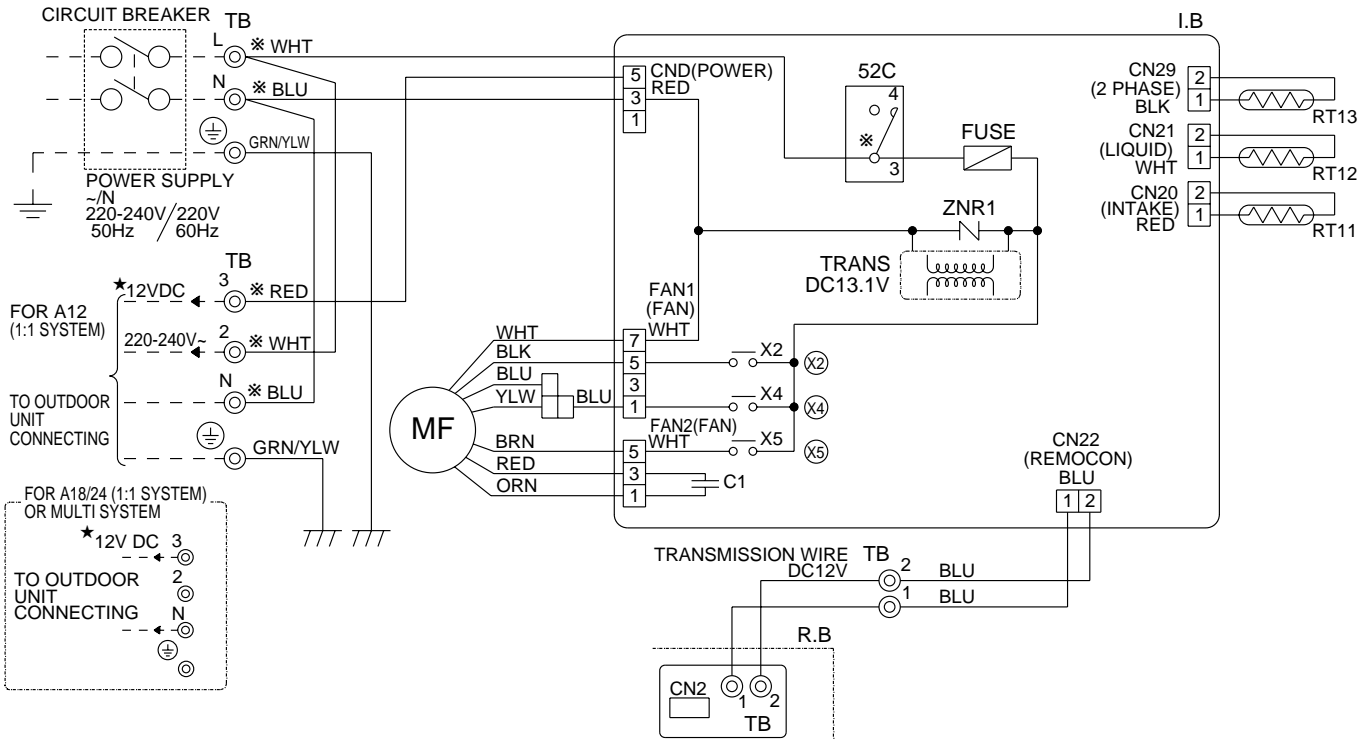 CIRCUIT BREAKER
TB
L
※ WHT
N
※ BLU
GRN/YLW
POWER SUPPLY
~/N
220-240V/220V
50Hz 60Hz
TB
3
★12VDC
※ RED
FOR A12
(1:1 SYSTEM)
220-240V~
2
※ WHT
N
※ BLU
TO OUTDOOR
UNIT
CONNECTING
GRN/YLW
FOR A18/24 (1:1 SYSTEM)
OR MULTI SYSTEM
★12V DC 3
TO OUTDOOR
UNIT
CONNECTING
2
N
I.B
5
3
1
CND(POWER)
RED
52C
4
※
3
FUSE
ZNR1
TRANS
DC13.1V
CN29
(2 PHASE)
BLK
2
1
RT13
CN21
(LIQUID)
WHT
2
1
RT12
CN20
(INTAKE)
RED
2
1
RT11
FAN1
(FAN)
WHT
7
5
3
1
WHT
BLK
BLU
YLW
BLU
MF
BRN
RED
ORN
FAN2(FAN)
WHT
5
3
1
X2
X2
X4
X4
X5
X5
C1
CN22
(REMOCON)
BLU
1 2
TRANSMISSION WIRE
DC12V
TB
2
BLU
1
BLU
R.B
CN2
1
2
TB